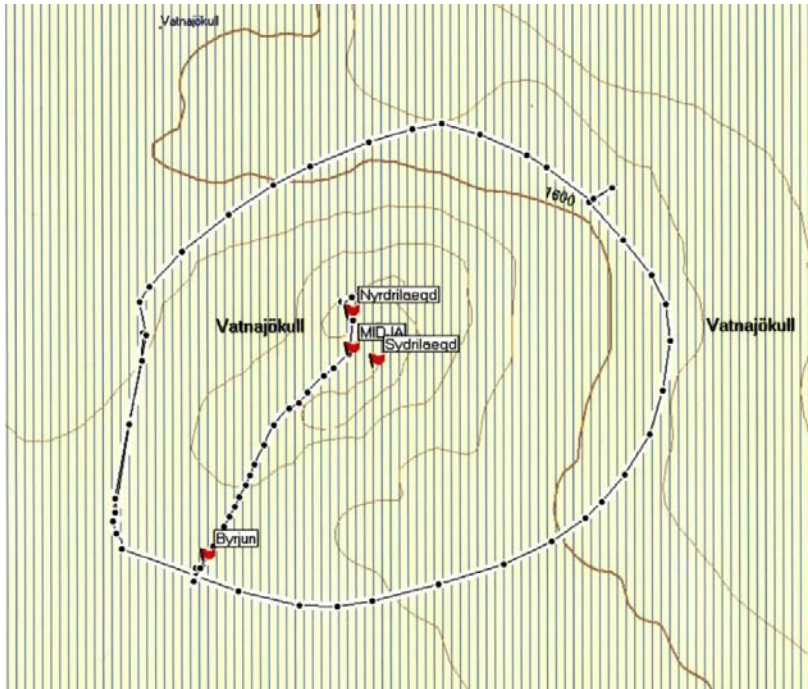 Vatnajökull
1600
Nyrdrilaegd
Vatnajökull
MIDJA
Vatnajökull
Sydrilaegd
Byrjun